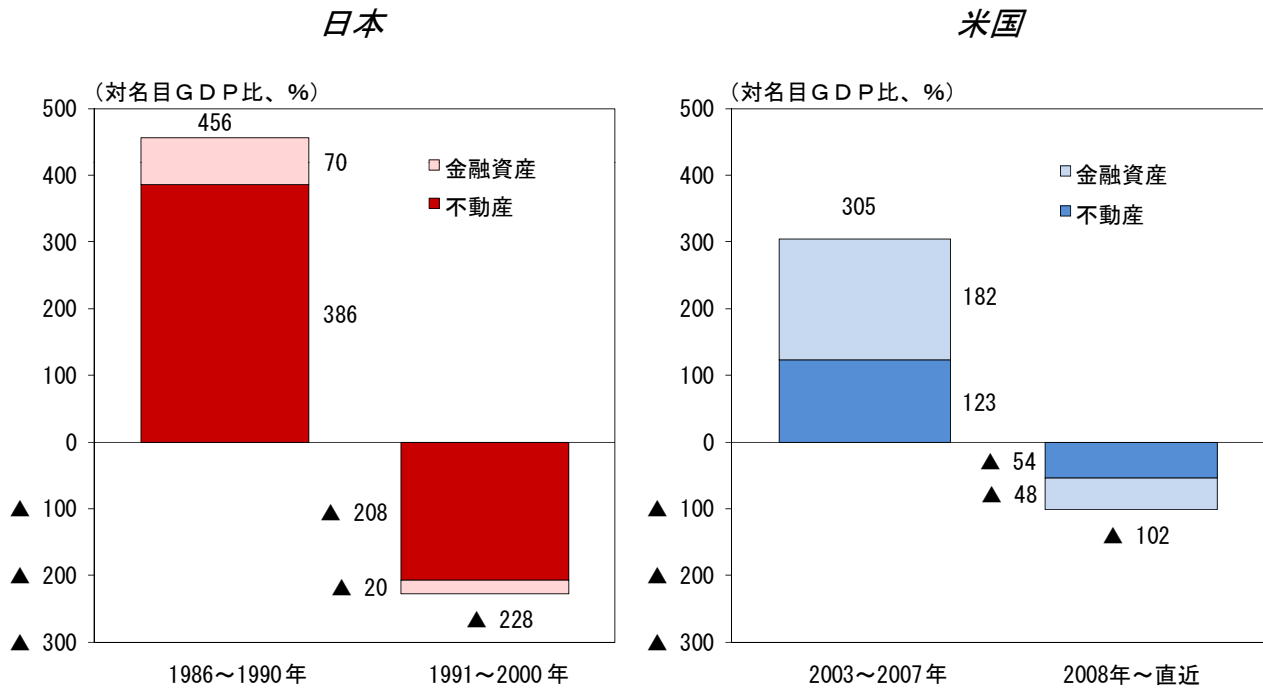 日本
（対名目ＧＤＰ比、%）
500
400
300
200
100
0
▲ 100
▲ 200
▲ 300
456
70
386
金融資産
不動産
▲ 208
▲ 20
▲ 228
1986～1990年
1991～2000年
米国
（対名目ＧＤＰ比、%）
500
400
300
200
100
0
▲ 100
▲ 200
▲ 300
305
182
123
金融資産
不動産
▲ 54
▲ 48
▲ 102
2003～2007年
2008年～直近